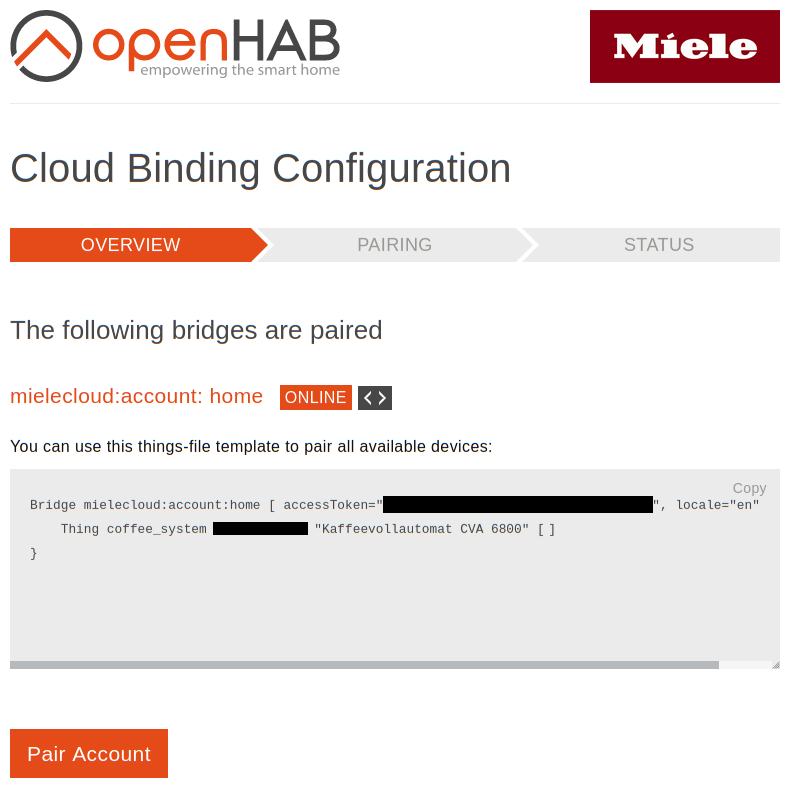 openHAB
empowering the smart home
Miele
Cloud Binding Configuration
OVERVIEW
PAIRING
STATUS
The following bridges are paired
mielecloud:account: home
ONLINE
You can use this things-file template to pair all available devices:
Copy
Bridge mielecloud:account:home [ accessToken="", locale="en"
Thing coffee_system "Kaffeevollautomat CVA 6800" [ ]
}
Pair Account